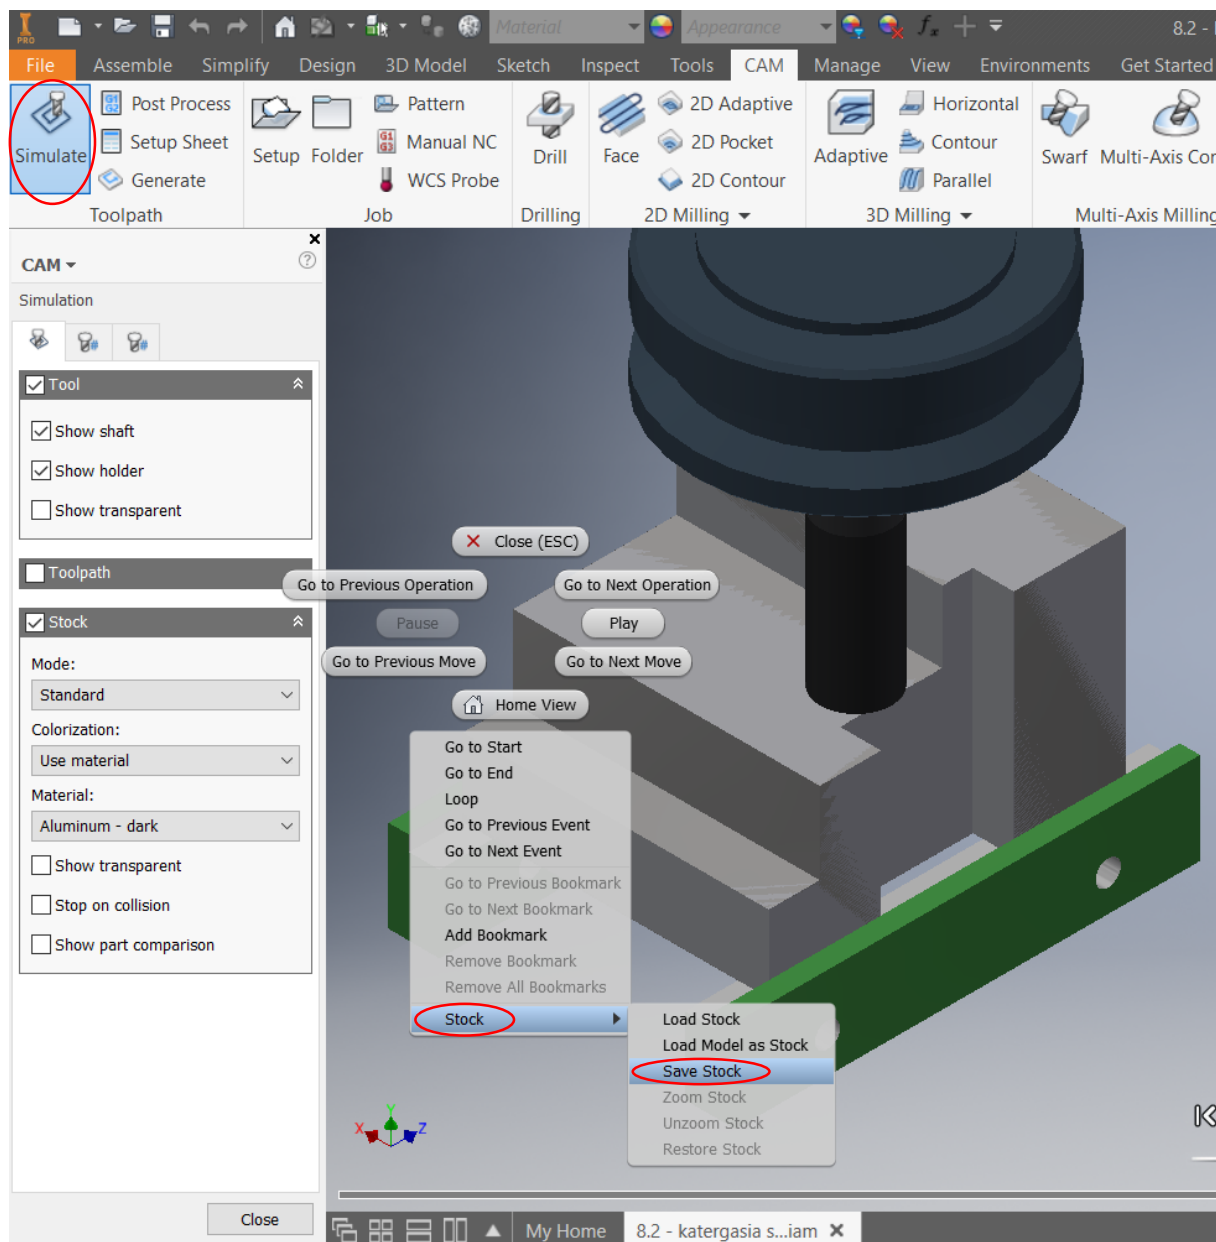 PRO
Material
Appearance
fx
8.2 -
File Assemble Simplify Design 3D Model Sketch Inspect Tools CAM Manage View Environments Get Started
Simulate
G1 G2 Post Process
Setup Sheet
Generate
Toolpath
Setup Folder
Pattern
G1 G3 Manual NC
WCS Probe
Job
Drill
Drilling
Face
2D Adaptive
2D Pocket
2D Contour
2D Milling
Adaptive
Horizontal
Contour
Parallel
3D Milling
Swarf Multi-Axis Con
Multi-Axis Milling
CAM
Simulation
Tool
Show shaft
Show holder
Show transparent
Toolpath
Stock
Mode:
Standard
Colorization:
Use material
Material:
Aluminum - dark
Show transparent
Stop on collision
Show part comparison
Close
Close (ESC)
Go to Previous Operation Go to Next Operation
Pause Play
Go to Previous Move Go to Next Move
Home View
Go to Start
Go to End
Loop
Go to Previous Event
Go to Next Event
Go to Previous Bookmark
Go to Next Bookmark
Add Bookmark
Remove Bookmark
Remove All Bookmarks
Stock
Load Stock
Load Model as Stock
Save Stock
Zoom Stock
Unzoom Stock
Restore Stock
Y
X Z
My Home 8.2 - katergasia s...iam